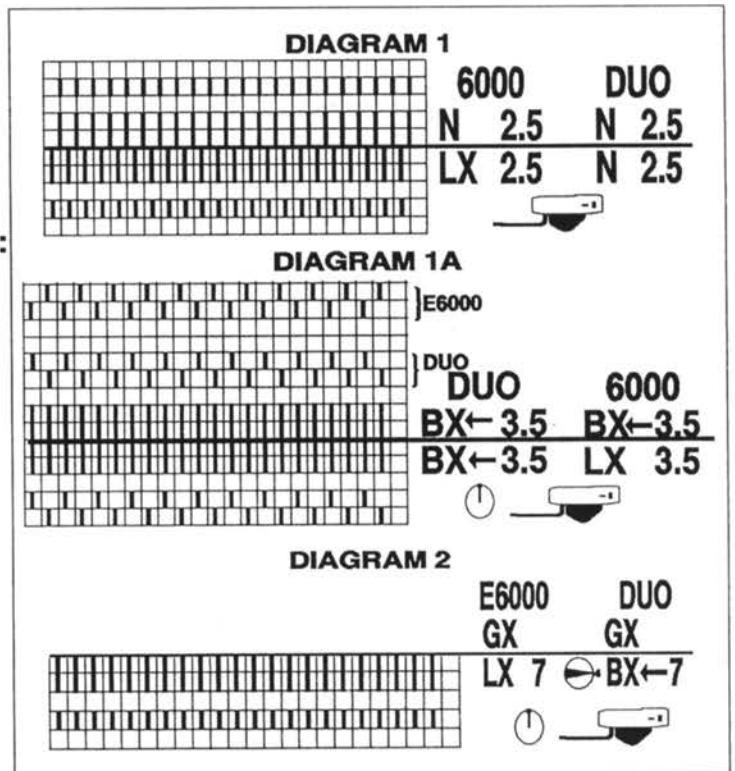 DIAGRAM 1
6000 DUO
N 2.5 N 2.5
LX 2.5 N 2.5
:
DIAGRAM 1A
E6000
DUO
DUO 6000
BX←3.5 BX←3.5
BX←3.5 LX 3.5
DIAGRAM 2
E6000 DUO
GX GX
LX 7 BX←7